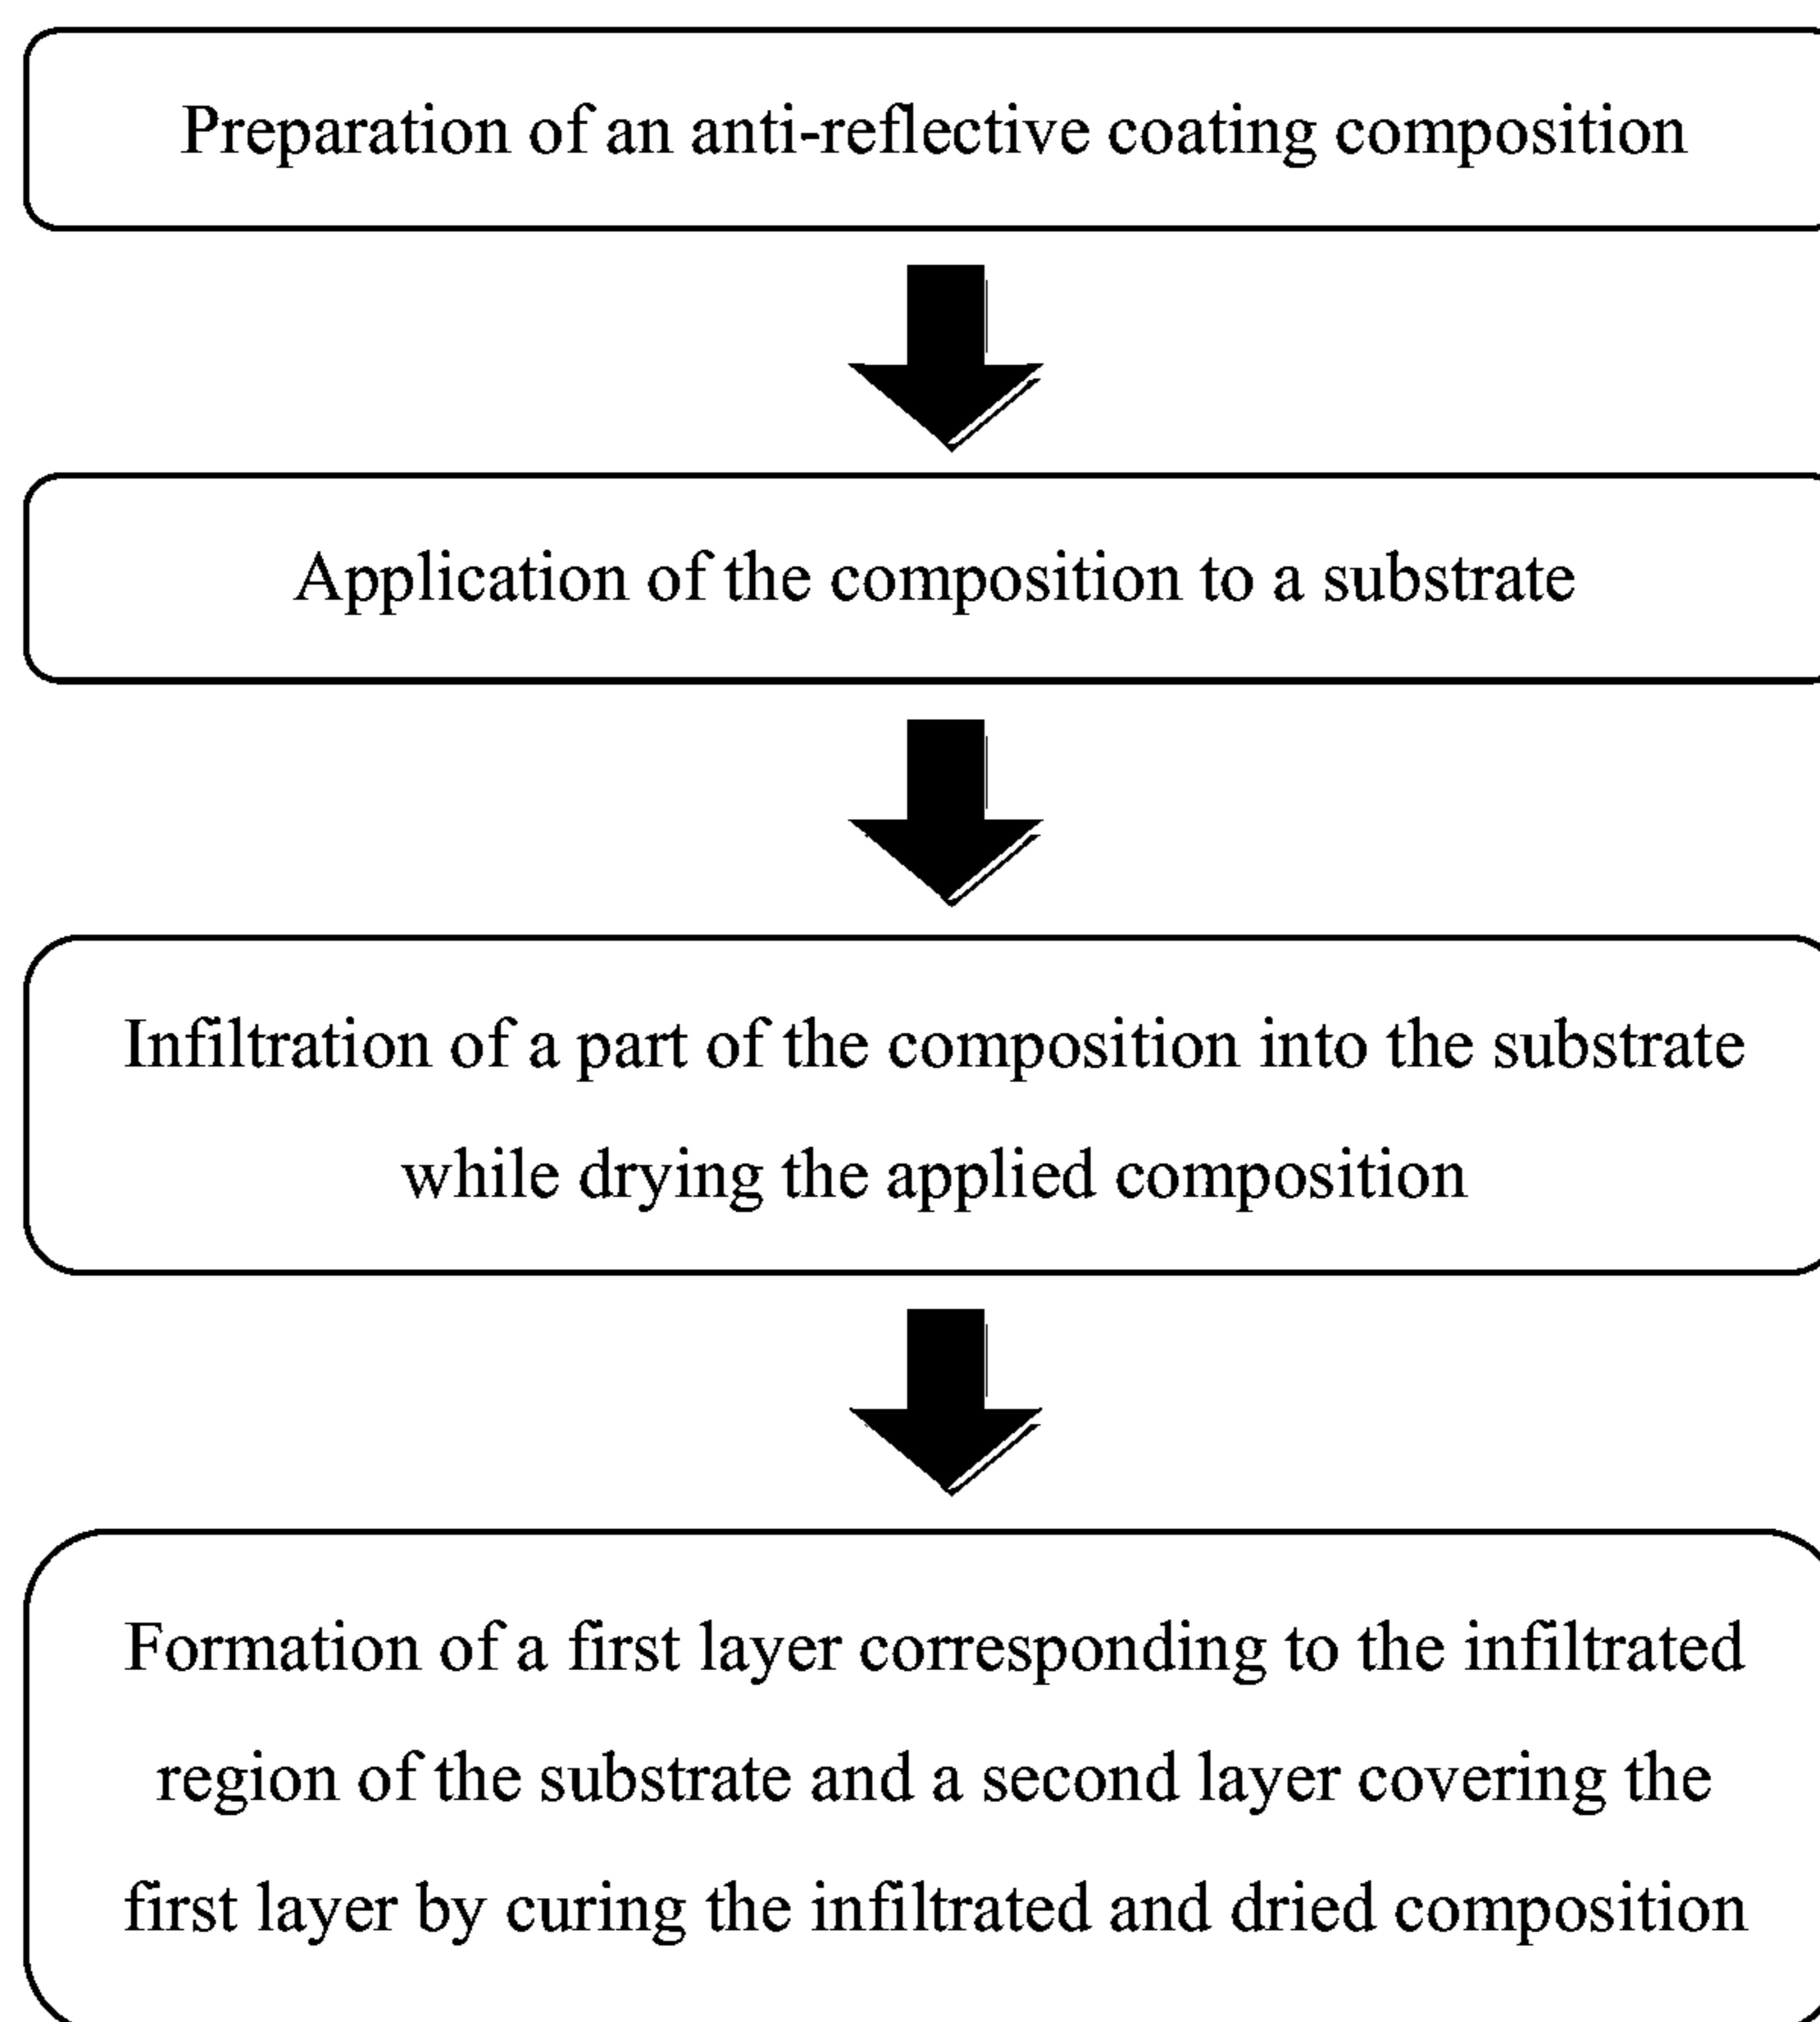 Preparation of an anti-reflective coating composition
Application of the composition to a substrate
Infiltration of a part of the composition into the substrate
while drying the applied composition
Formation of a first layer corresponding to the infiltrated
region of the substrate and a second layer covering the
first layer by curing the infiltrated and dried composition